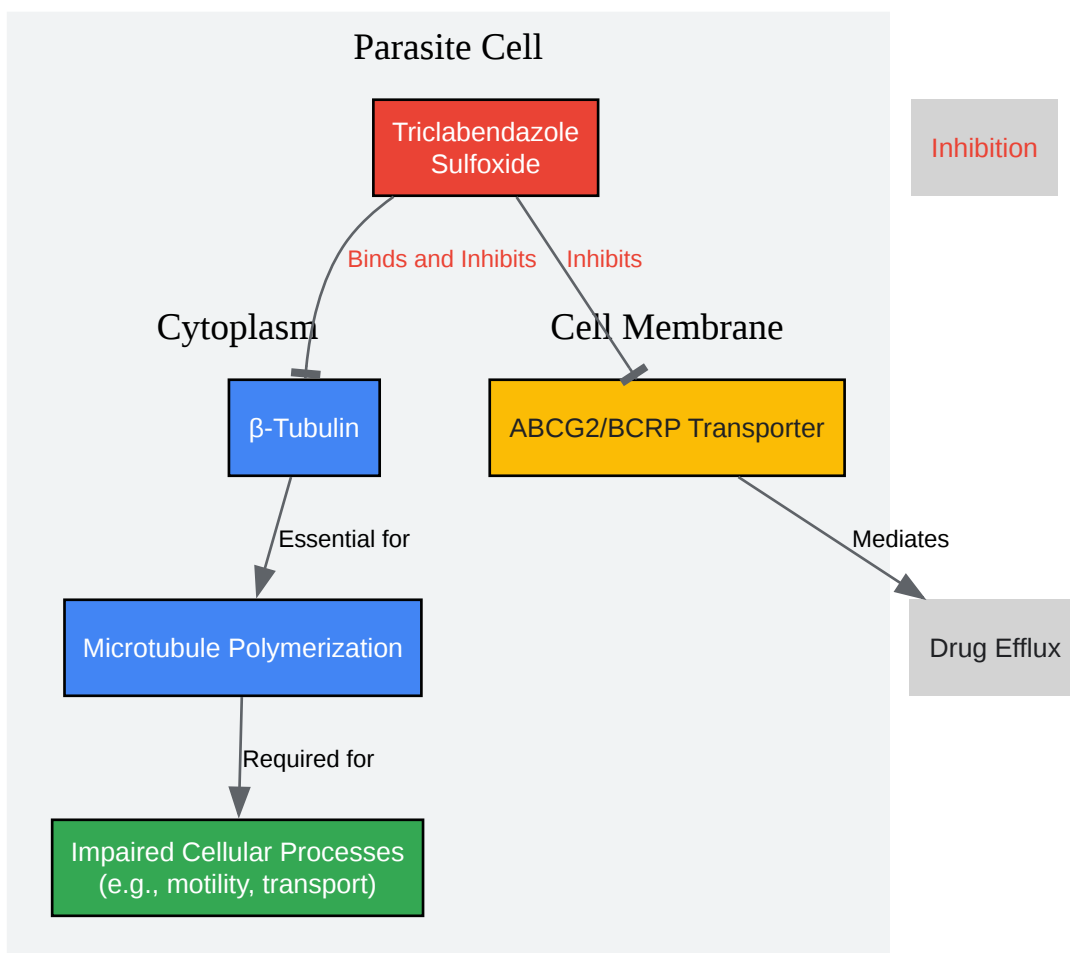 Parasite Cell
Triclabendazole
Sulfoxide
Inhibition
Binds and Inhibits
Inhibits
Cytoplasm
Cell Membrane
β-Tubulin
ABCG2/BCRP Transporter
Essential for
Mediates
Microtubule Polymerization
Drug Efflux
Required for
Impaired Cellular Processes
(e.g., motility, transport)